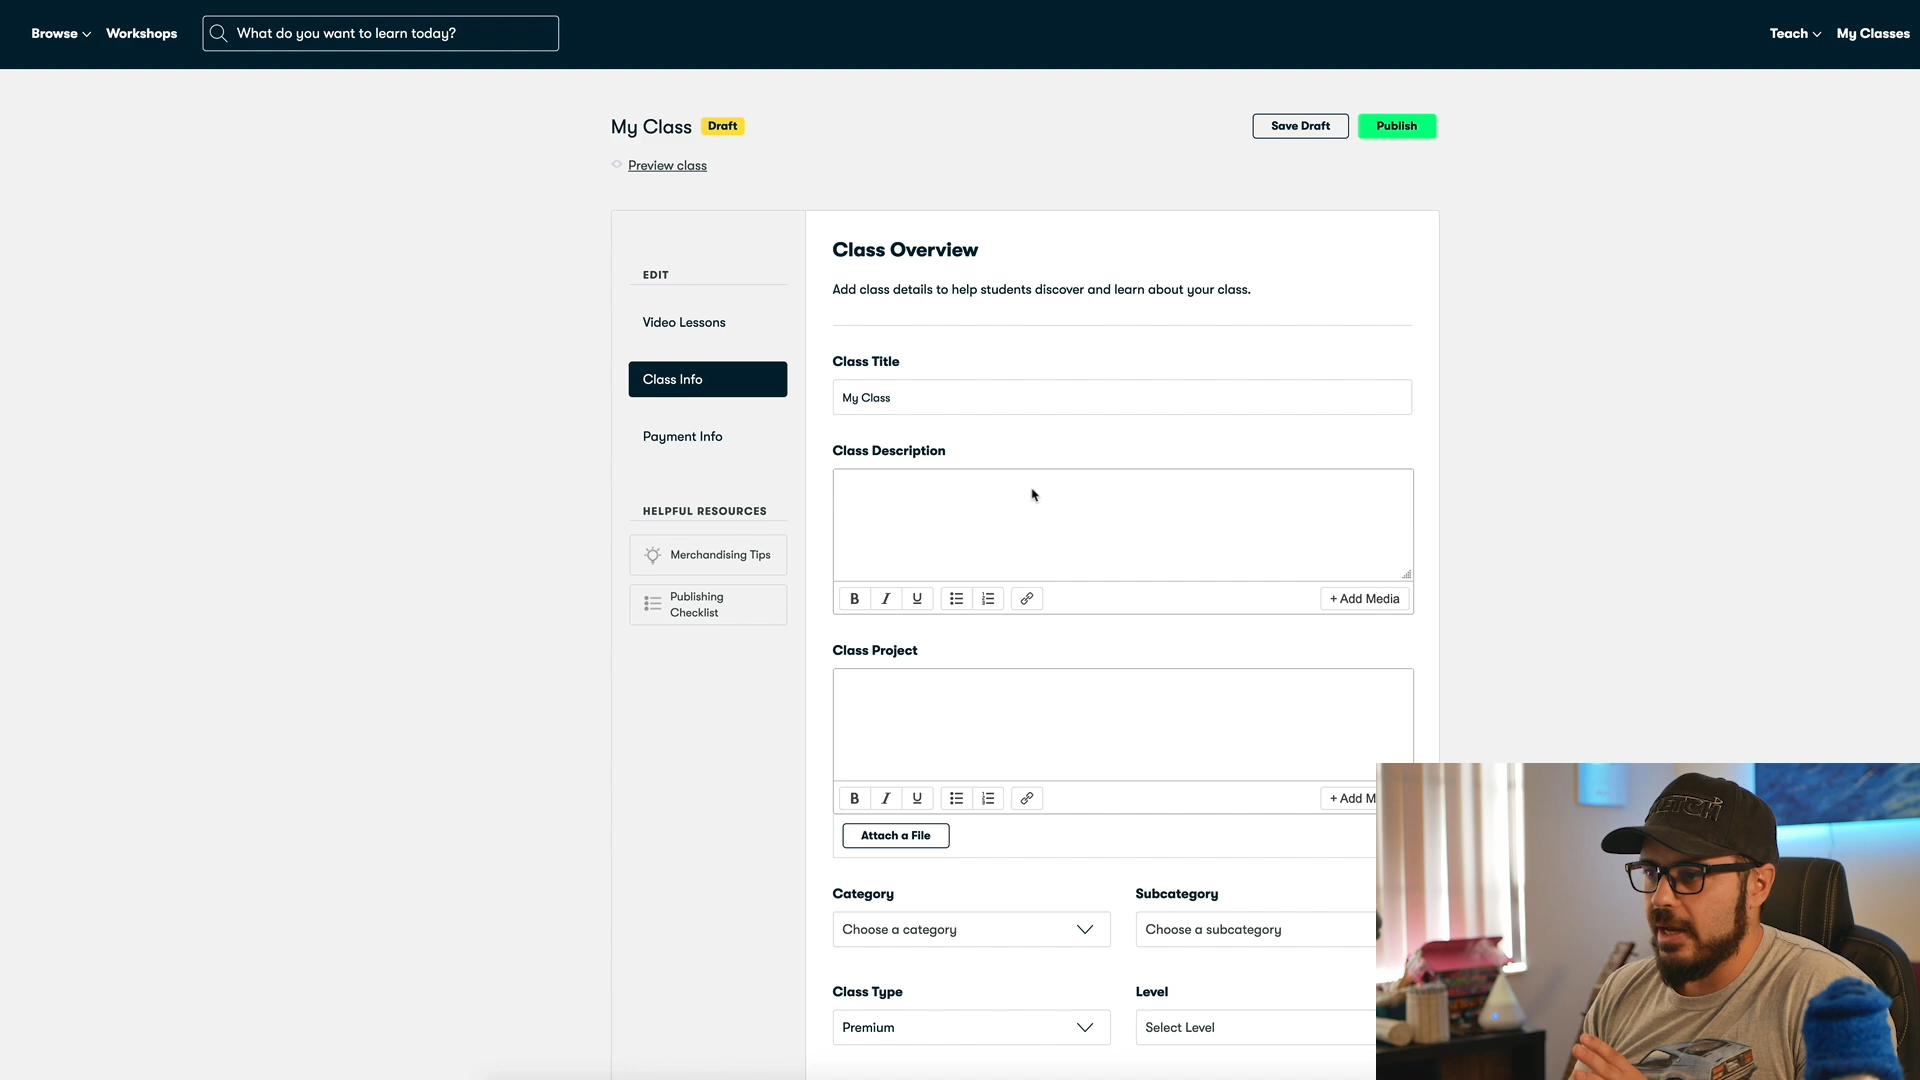 Browse
Workshops
What do you want to learn today?
Teach
My Classes
My Class
Draft
Save Draft
Publish
Preview class
EDIT
Video Lessons
Class Info
Payment Info
HELPFUL RESOURCES
Merchandising Tips
Publishing
Checklist
Class Overview
Add class details to help students discover and learn about your class.
Class Title
My Class
Class Description
B I U
+ Add Media
Class Project
B I U
+ Add M
Attach a File
Category
Choose a category
Subcategory
Choose a subcategory
Class Type
Premium
Level
Select Level